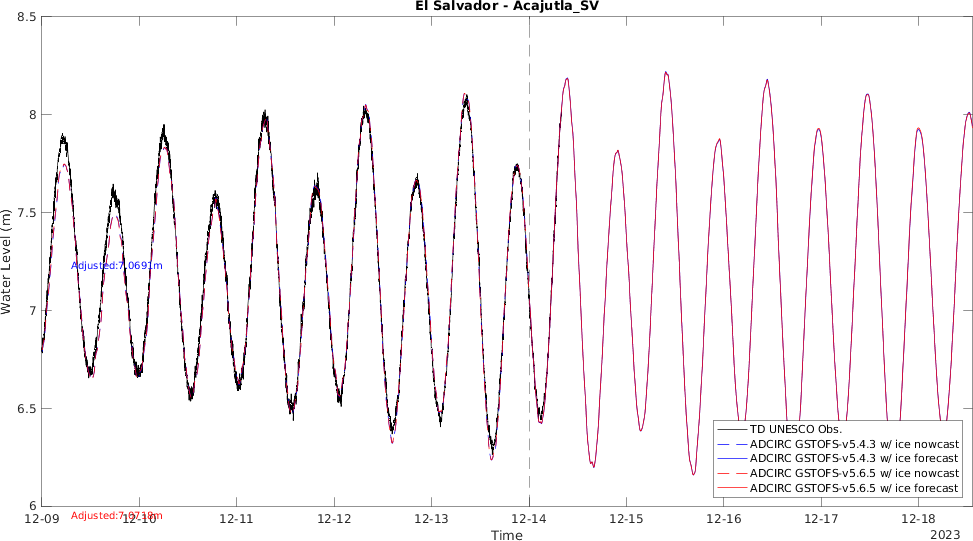 El Salvador - Acajutla_SV
8.5
8
7.5
7
6.5
6
Water Level (m)
Adjusted:7.0691m
TD UNESCO Obs.
ADCIRC GSTOFS-v5.4.3 w/ ice nowcast
ADCIRC GSTOFS-v5.4.3 w/ ice forecast
ADCIRC GSTOFS-v5.6.5 w/ ice nowcast
ADCIRC GSTOFS-v5.6.5 w/ ice forecast
12-09 12-10 12-11 12-12 12-13 12-14 12-15 12-16 12-17 12-18
Time
2023